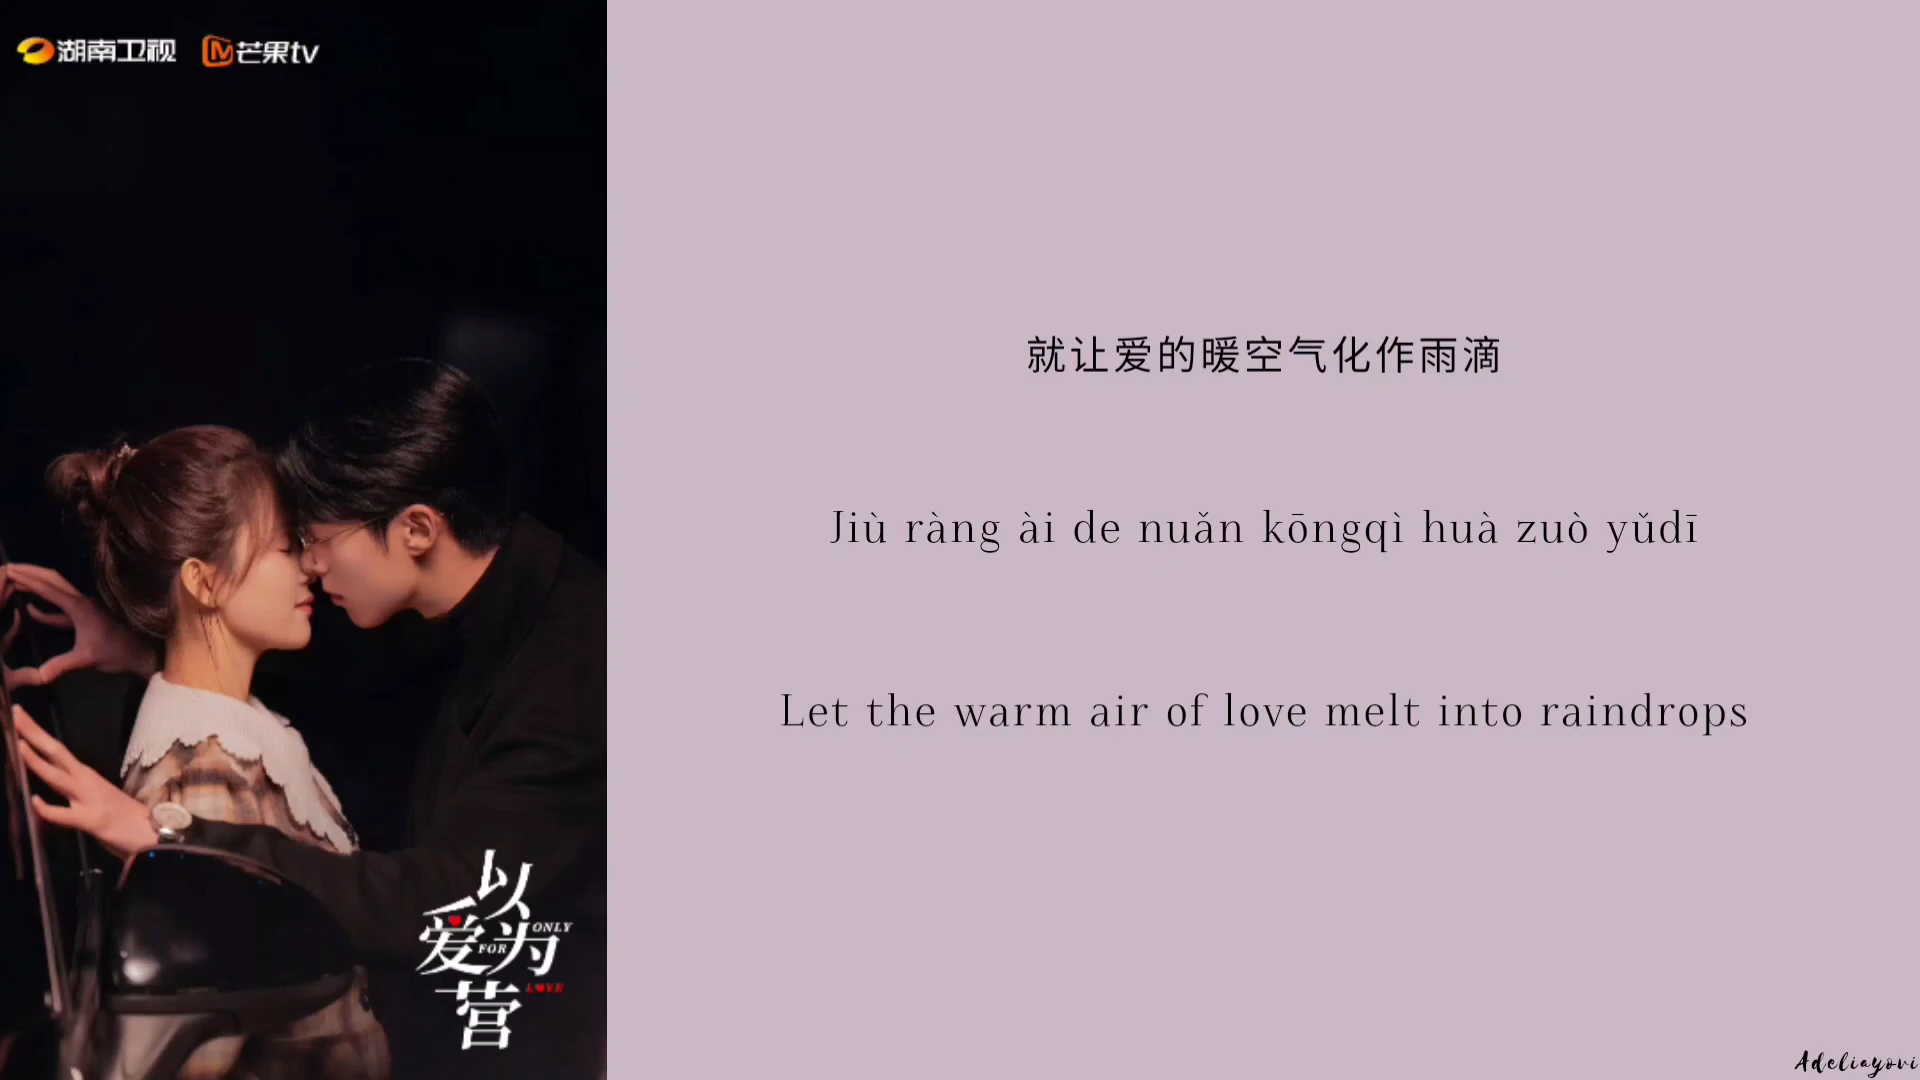 湖南卫视 芒果tv
就让爱的暖空气化作雨滴
Jiù ràng ài de nuǎn kōngqì huà zuò yǔdī
Let the warm air of love melt into raindrops
以
爱为
营
ONLY
FOR
LOVE
Adeliayovi